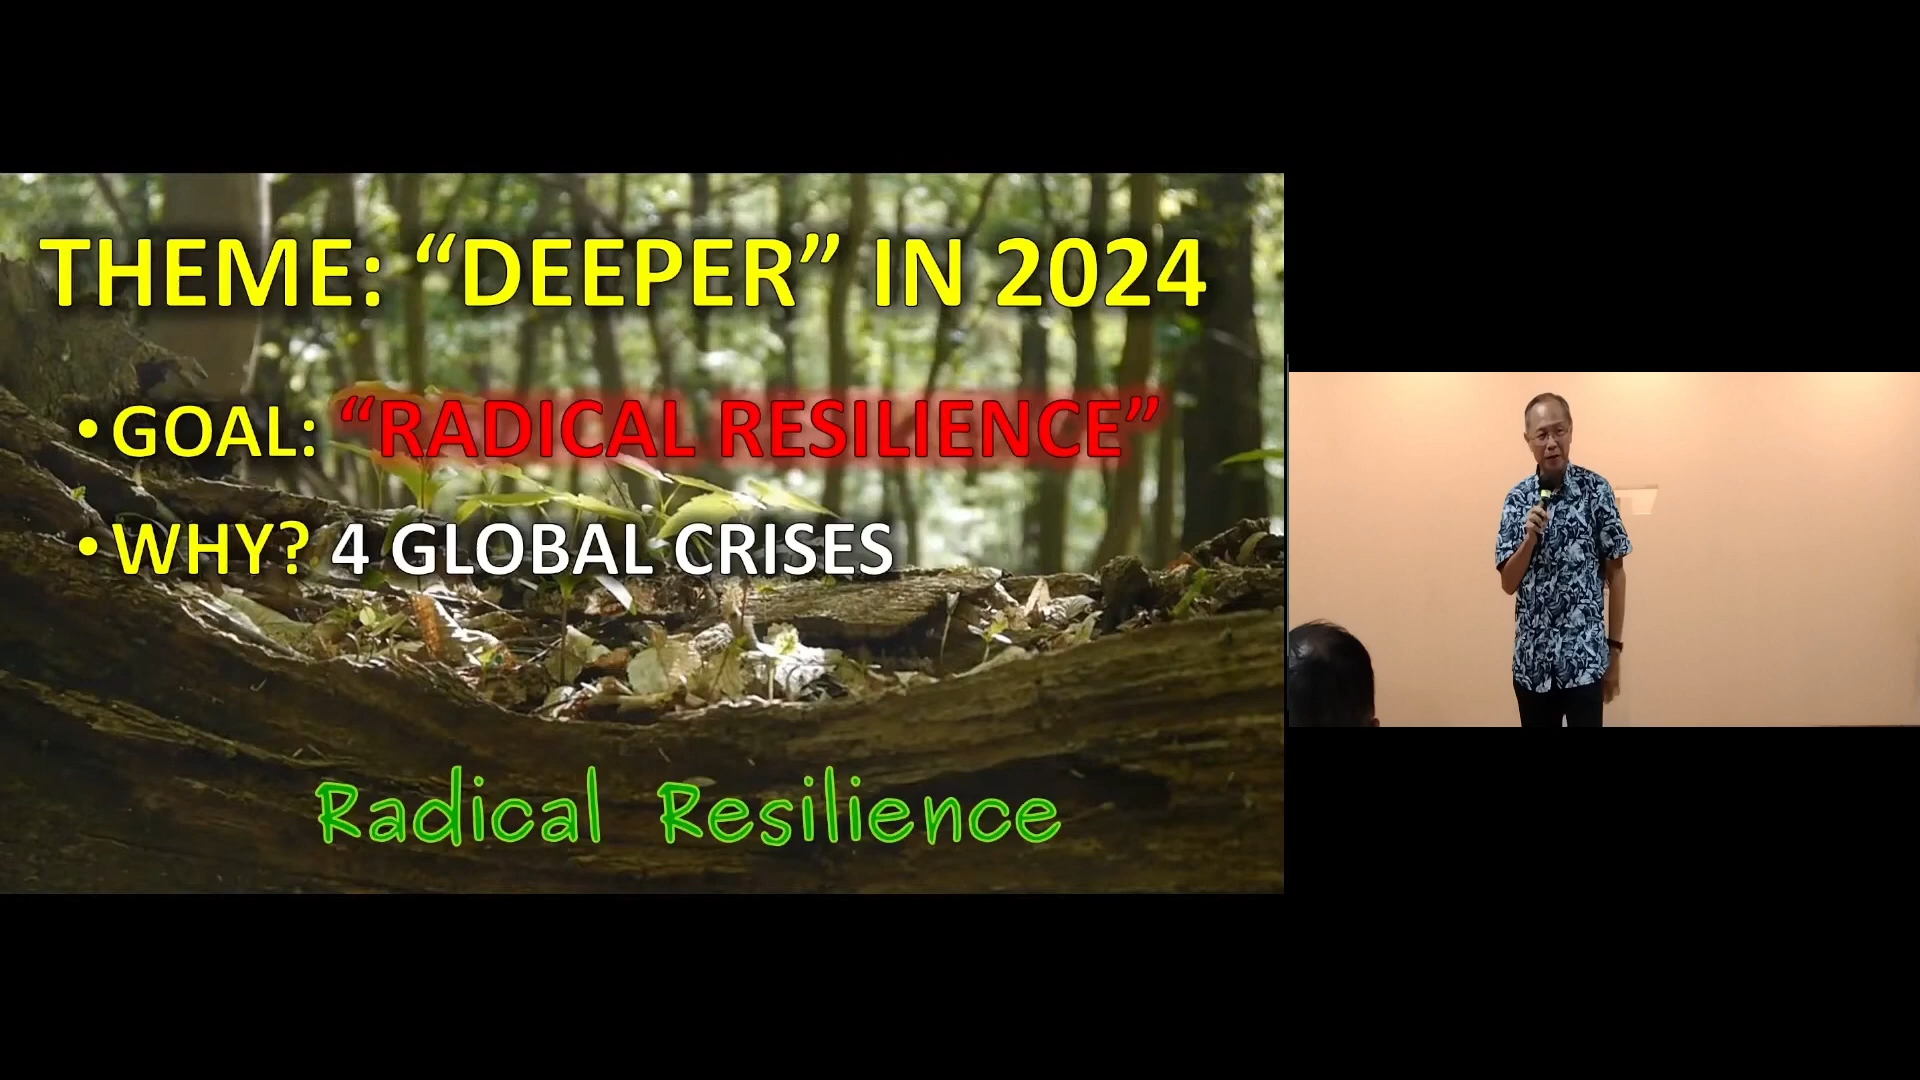 THEME: “DEEPER” IN 2024
• GOAL: “RADICAL RESILIENCE”
• WHY? 4 GLOBAL CRISES
Radical Resilience